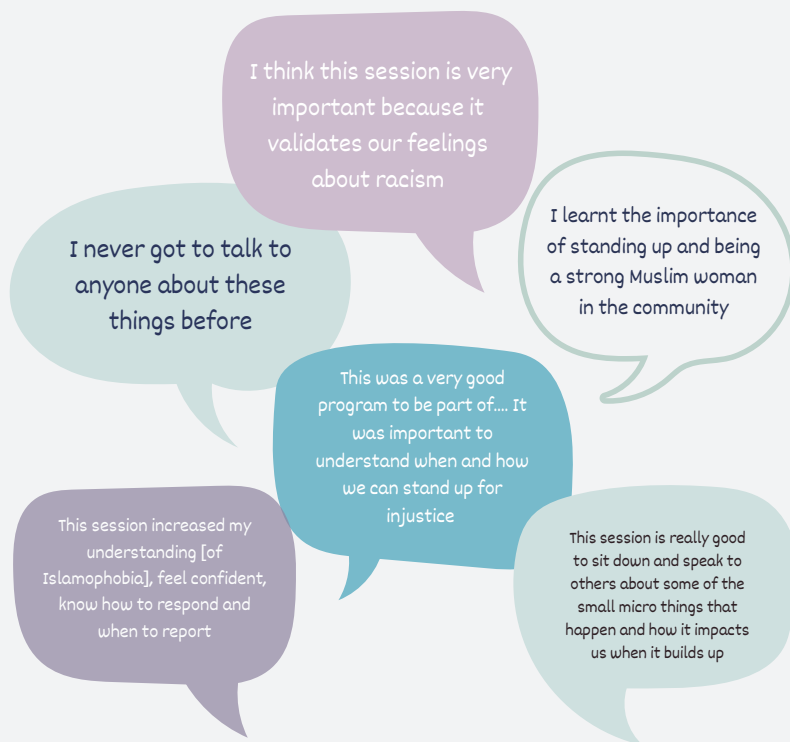 I think this session is very
important because it
validates our feelings
about racism
I never got to talk to
anyone about these
things before
I learnt the importance
of standing up and being
a strong Muslim woman
in the community
This was a very good
program to be part of.... It
was important to
understand when and how
we can stand up for
injustice
This session increased my
understanding [of
Islamophobia], feel confident,
know how to respond and
when to report
This session is really good
to sit down and speak to
others about some of the
small micro things that
happen and how it impacts
us when it builds up